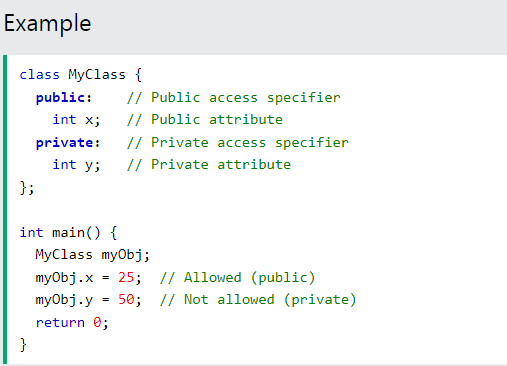 Example
class MyClass {
  public:    // Public access specifier
    int x;   // Public attribute
  private:   // Private access specifier
    int y;   // Private attribute
};

int main() {
  MyClass myObj;
  myObj.x = 25;  // Allowed (public)
  myObj.y = 50;  // Not allowed (private)
  return 0;
}